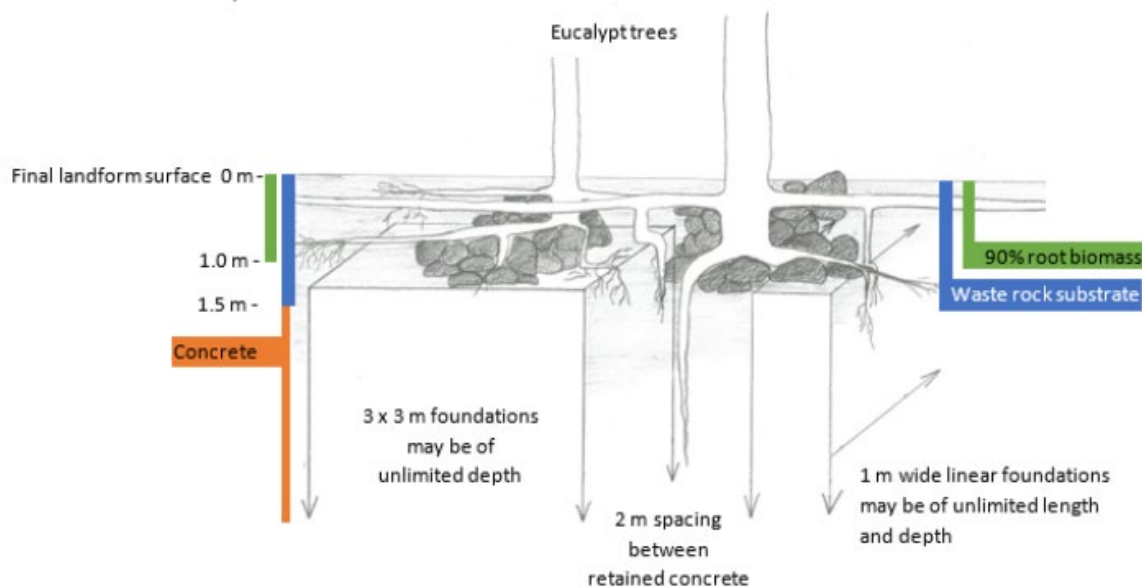 Eucalypt trees
Final landform surface 0 m -
1.0 m -
1.5 m -
90% root biomass
Waste rock substrate
Concrete
3 x 3 m foundations
may be of
unlimited depth
2 m spacing
between
retained concrete
1 m wide linear foundations
may be of unlimited length
and depth